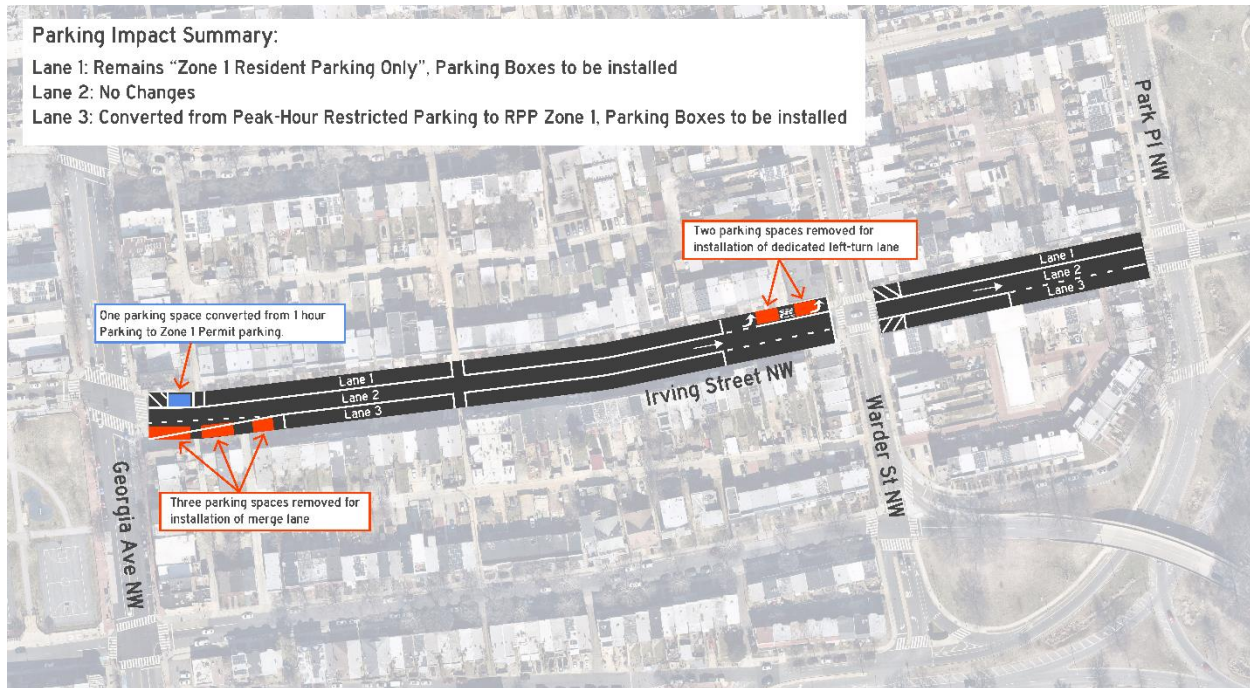 Parking Impact Summary:
Lane 1: Remains “Zone 1 Resident Parking Only”, Parking Boxes to be installed
Lane 2: No Changes
Lane 3: Converted from Peak-Hour Restricted Parking to RPP Zone 1, Parking Boxes to be installed
Park Pl NW
Two parking spaces removed for
installation of dedicated left-turn lane
Lane 1
Lane 2
Lane 3
One parking space converted from 1 hour
Parking to Zone 1 Permit parking.
Lane 1
Lane 2
Lane 3
Irving Street NW
Warder St NW
Georgia Ave NW
Three parking spaces removed for
installation of merge lane